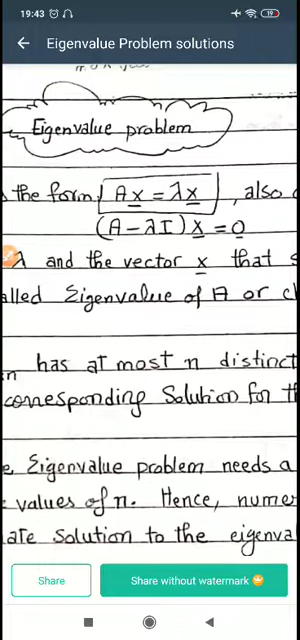 19:43
19
Eigenvalue Problem solutions
Eigenvalue problem
the form Ax = λx , also
(A - λI)x = 0
λ and the vector x that s
alled Eigenvalue of A or c
has at most n distinct
n
corresponding Solution for th
e Eigenvalue problem needs a
values of n. Hence, numer
ate solution to the eigenva
Share
Share without watermark